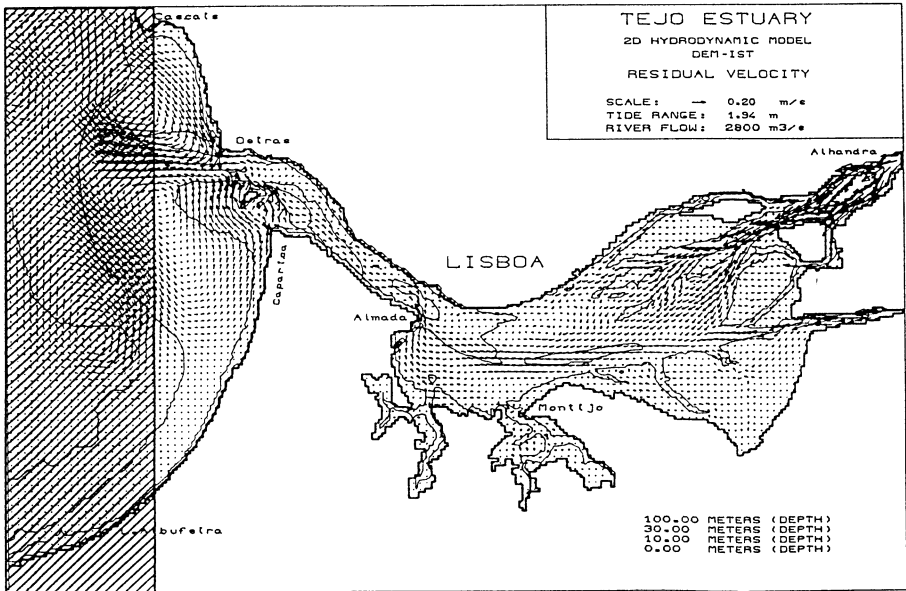 TEJO ESTUARY
2D HYDRODYNAMIC MODEL
DEM-IST
RESIDUAL VELOCITY
SCALE: → 0.20 m/s
TIDE RANGE: 1.94 m
RIVER FLOW: 2800 m3/s
Cascais
Oeiras
Alhandra
Caparica
LISBOA
Almada
Montijo
L.Albufeira
100.00 METERS (DEPTH)
30.00 METERS (DEPTH)
10.00 METERS (DEPTH)
0.00 METERS (DEPTH)